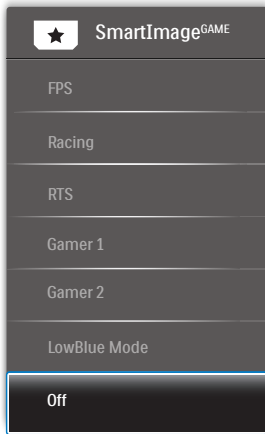 SmartImageGAME
FPS
Racing
RTS
Gamer 1
Gamer 2
LowBlue Mode
Off